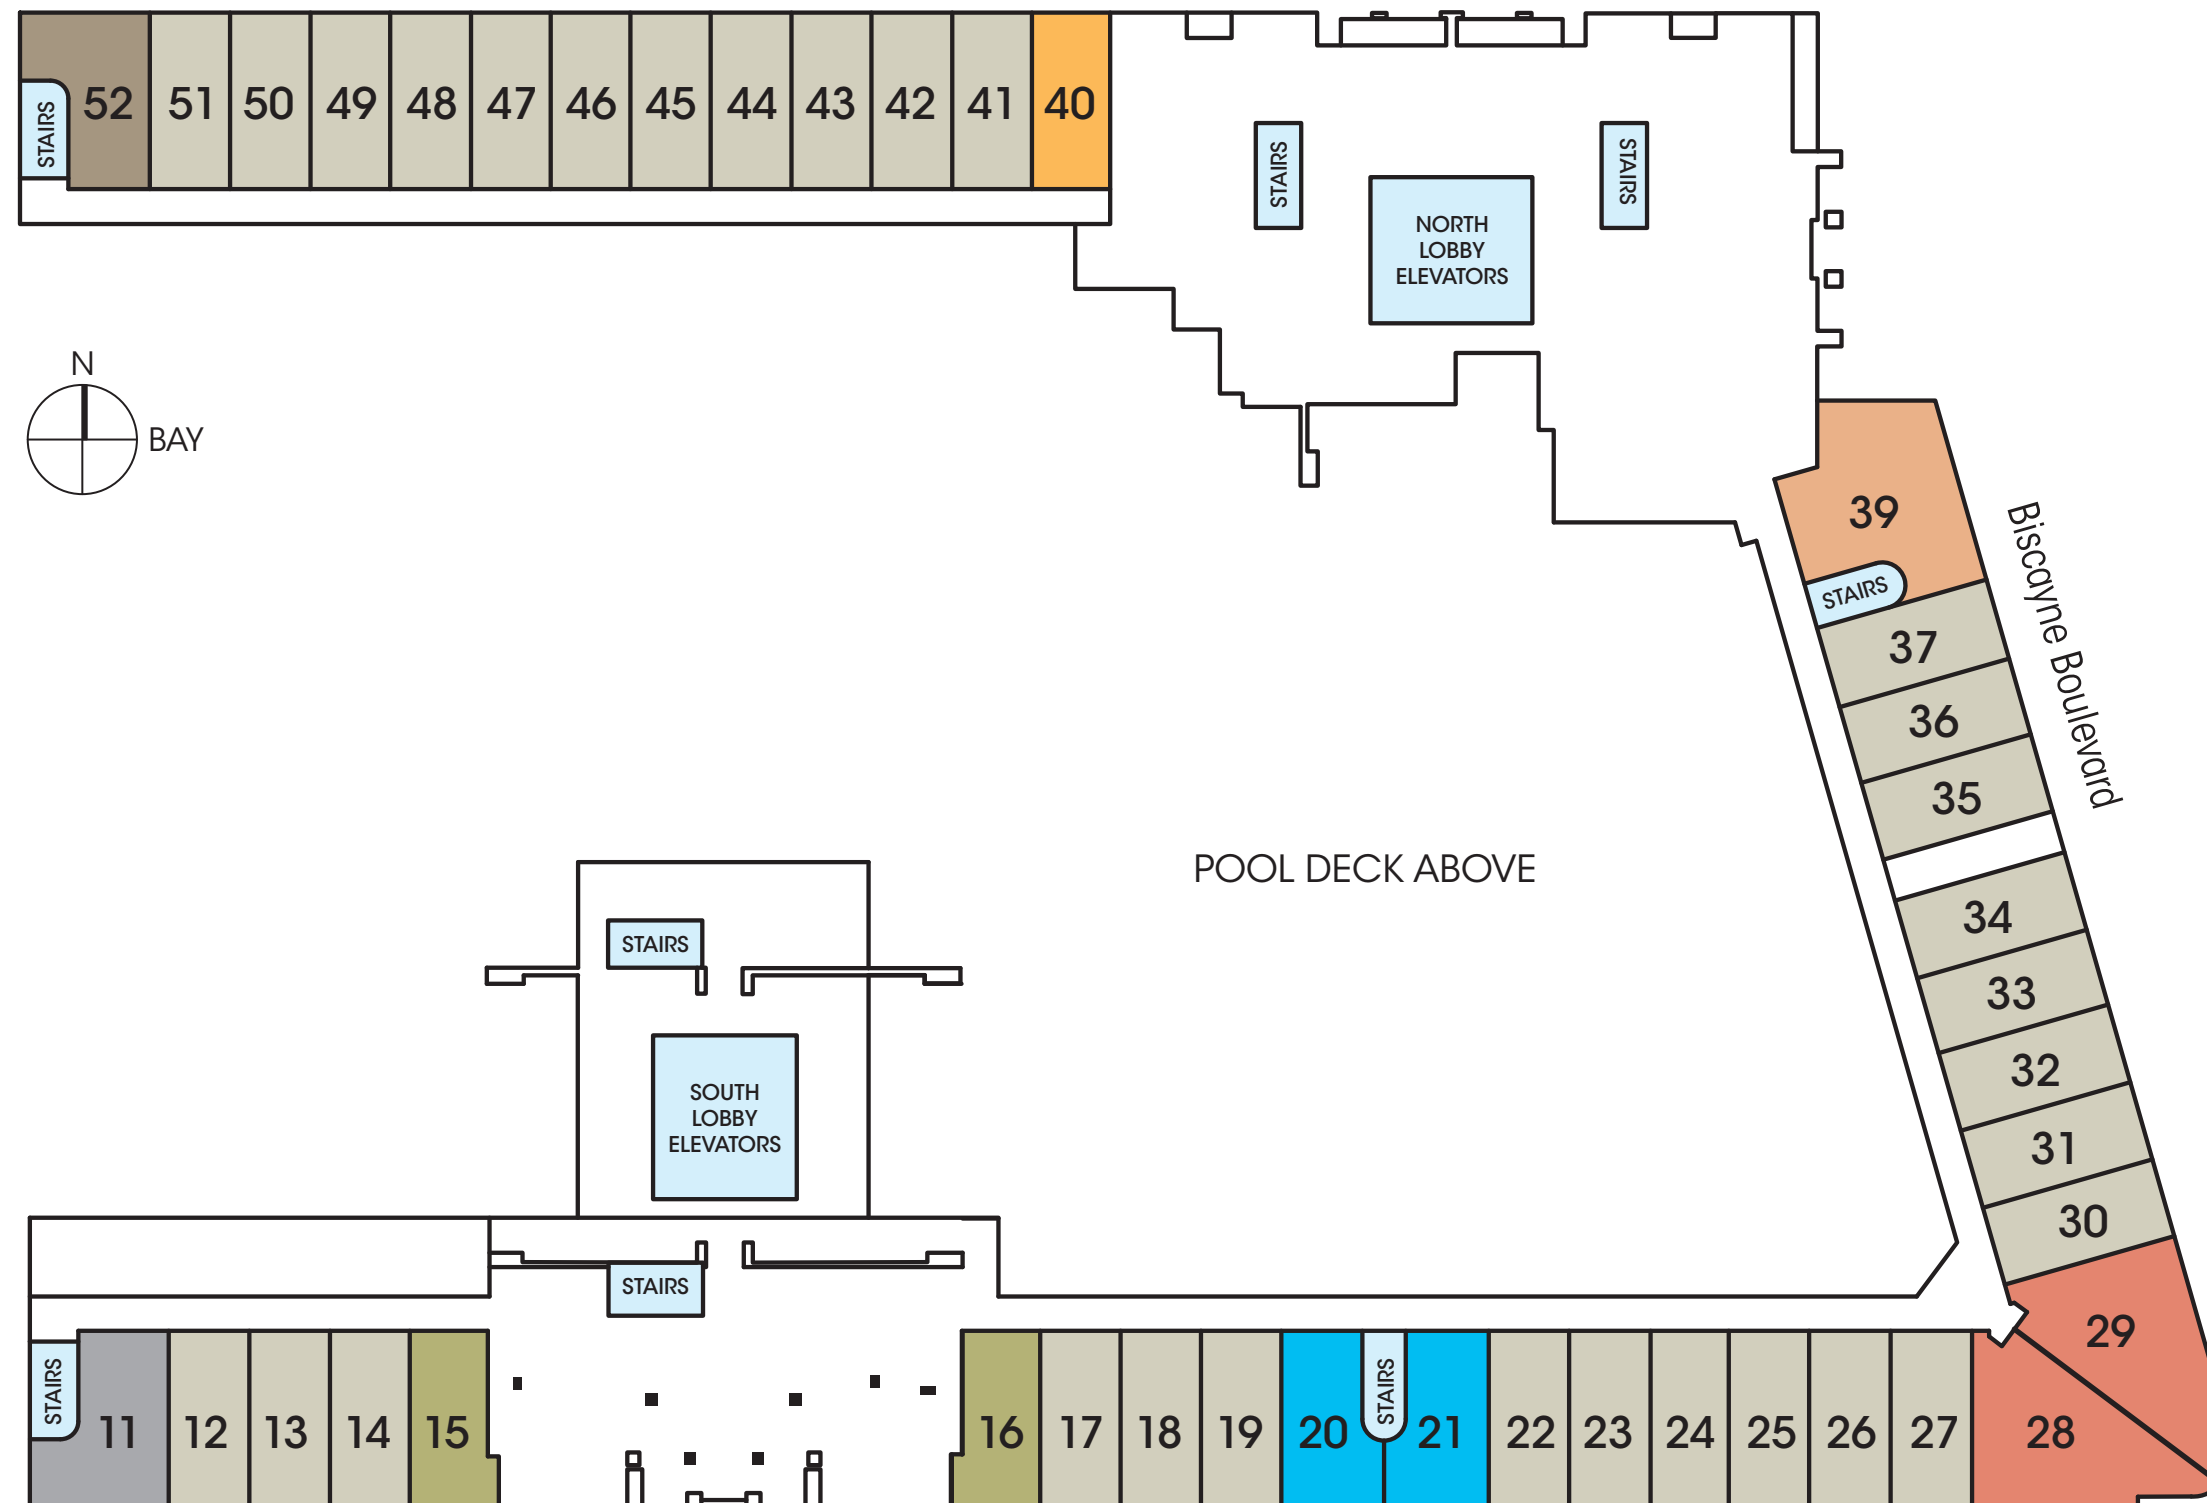 52 51 50 49 48 47 46 45 44 43 42 41 40
STAIRS
STAIRS
STAIRS
NORTH
LOBBY
ELEVATORS
N
BAY
39
STAIRS
Biscayne Boulevard
37
36
35
POOL DECK ABOVE
34
STAIRS
33
32
SOUTH
LOBBY
ELEVATORS
31
30
STAIRS
29
STAIRS
STAIRS
11 12 13 14 15 16 17 18 19 20 21 22 23 24 25 26 27 28